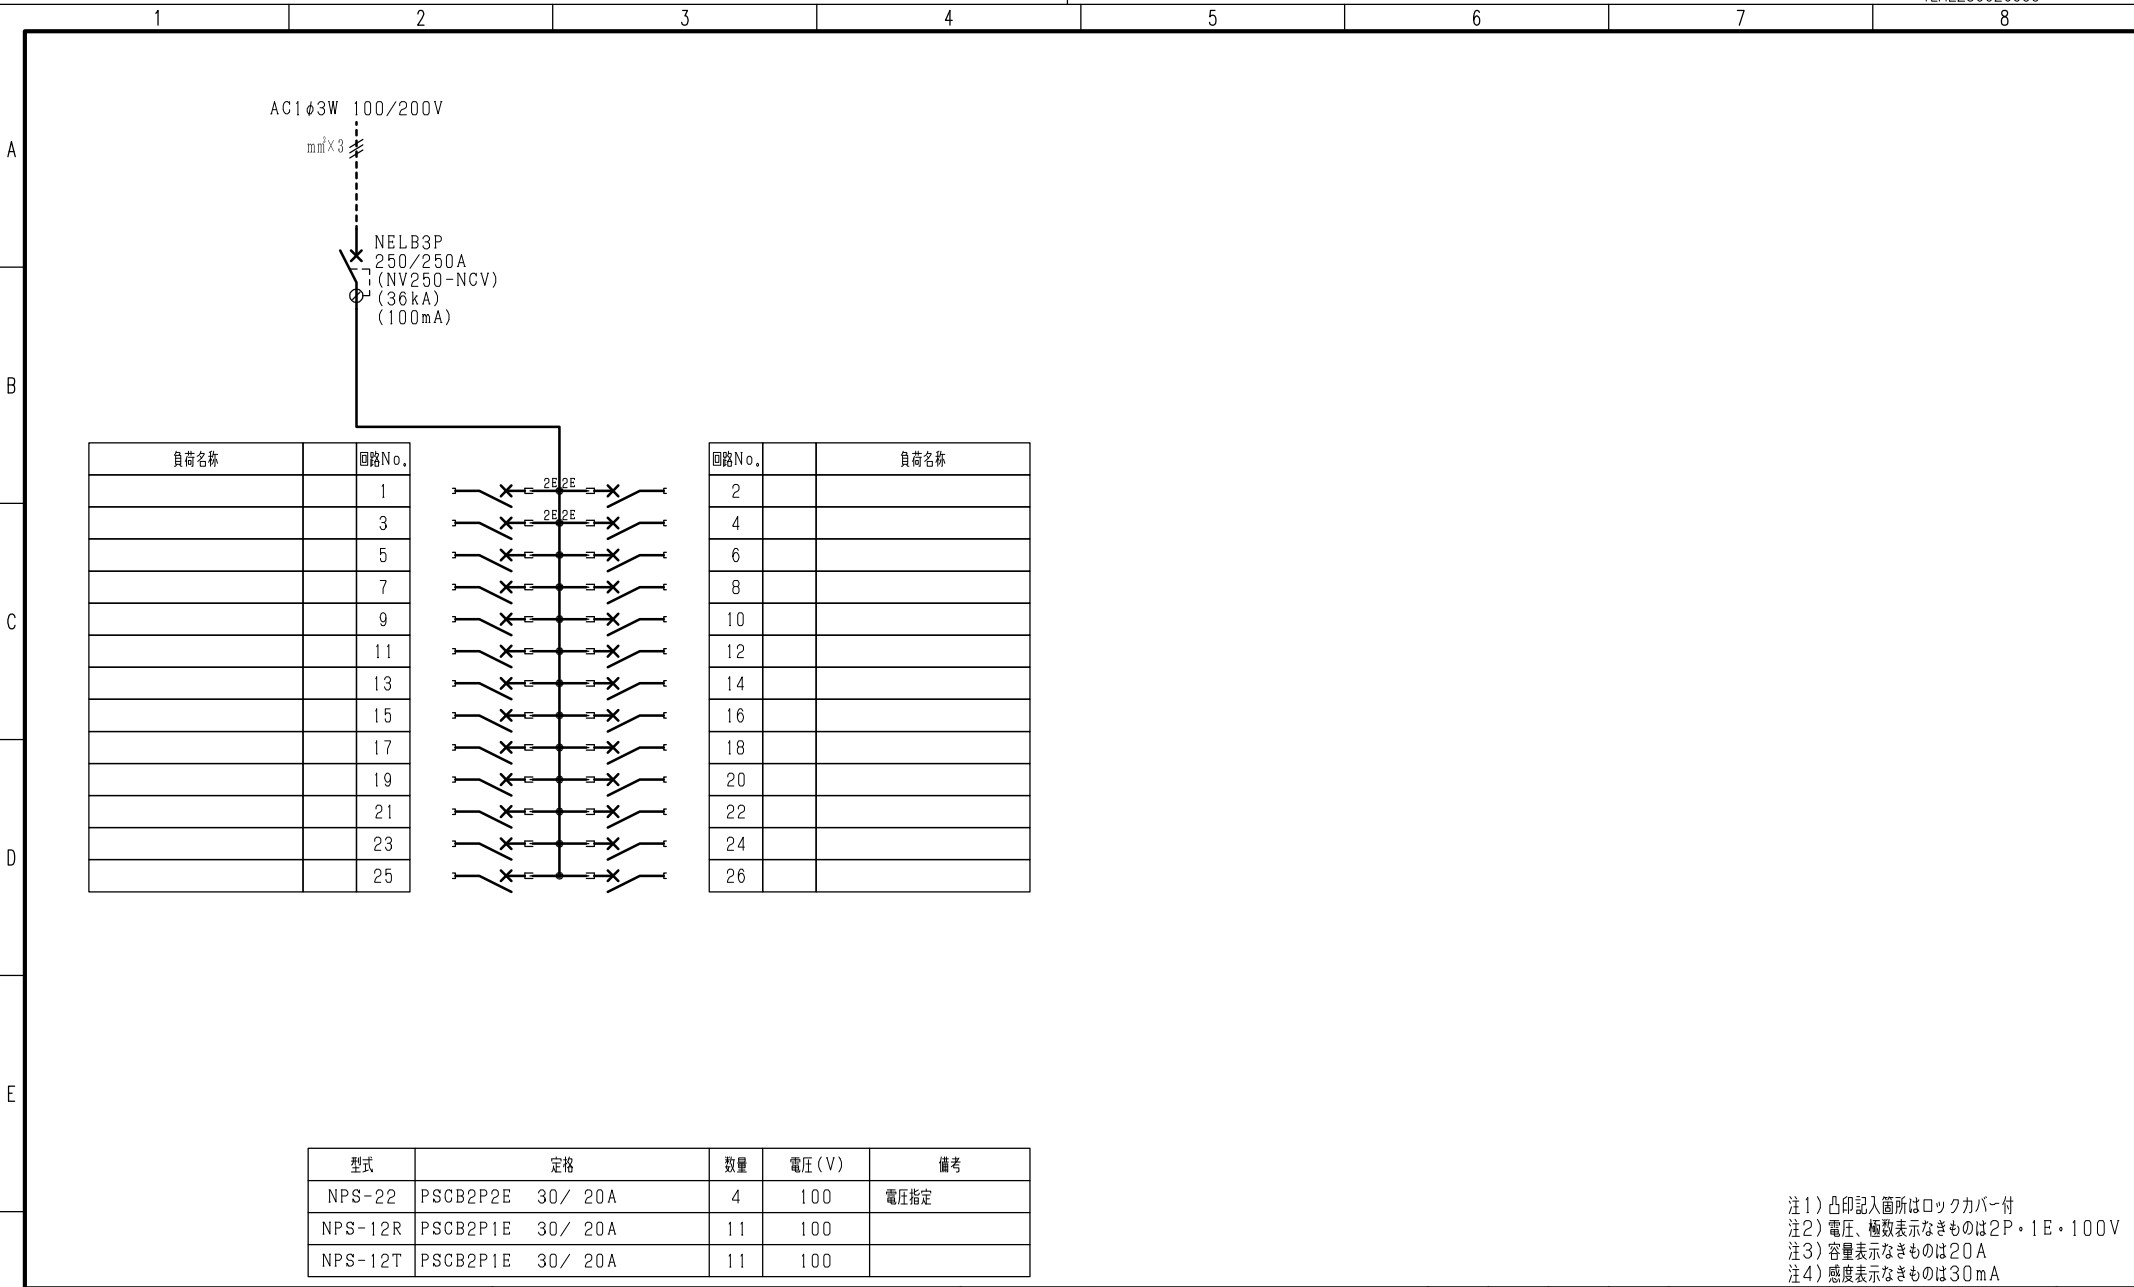 1 2 3 4 5 6 7 8
A
B
C
D
E
AC1φ3W 100/200V
mm²×3
NELB3P
250/250A
(NV250-NCV)
(36kA)
(100mA)
負荷名称 回路No. 回路No. 負荷名称
1 2E 2E 2
3 2E 2E 4
5 6
7 8
9 10
11 12
13 14
15 16
17 18
19 20
21 22
23 24
25 26
型式 定格 数量 電圧(V) 備考
NPS-22 PSCB2P2E 30/ 20A 4 100 電圧指定
NPS-12R PSCB2P1E 30/ 20A 11 100
NPS-12T PSCB2P1E 30/ 20A 11 100
注1)凸印記入箇所はロックカバー付
注2)電圧、極数表示なきものは2P・1E・100V
注3)容量表示なきものは20A
注4)感度表示なきものは30mA